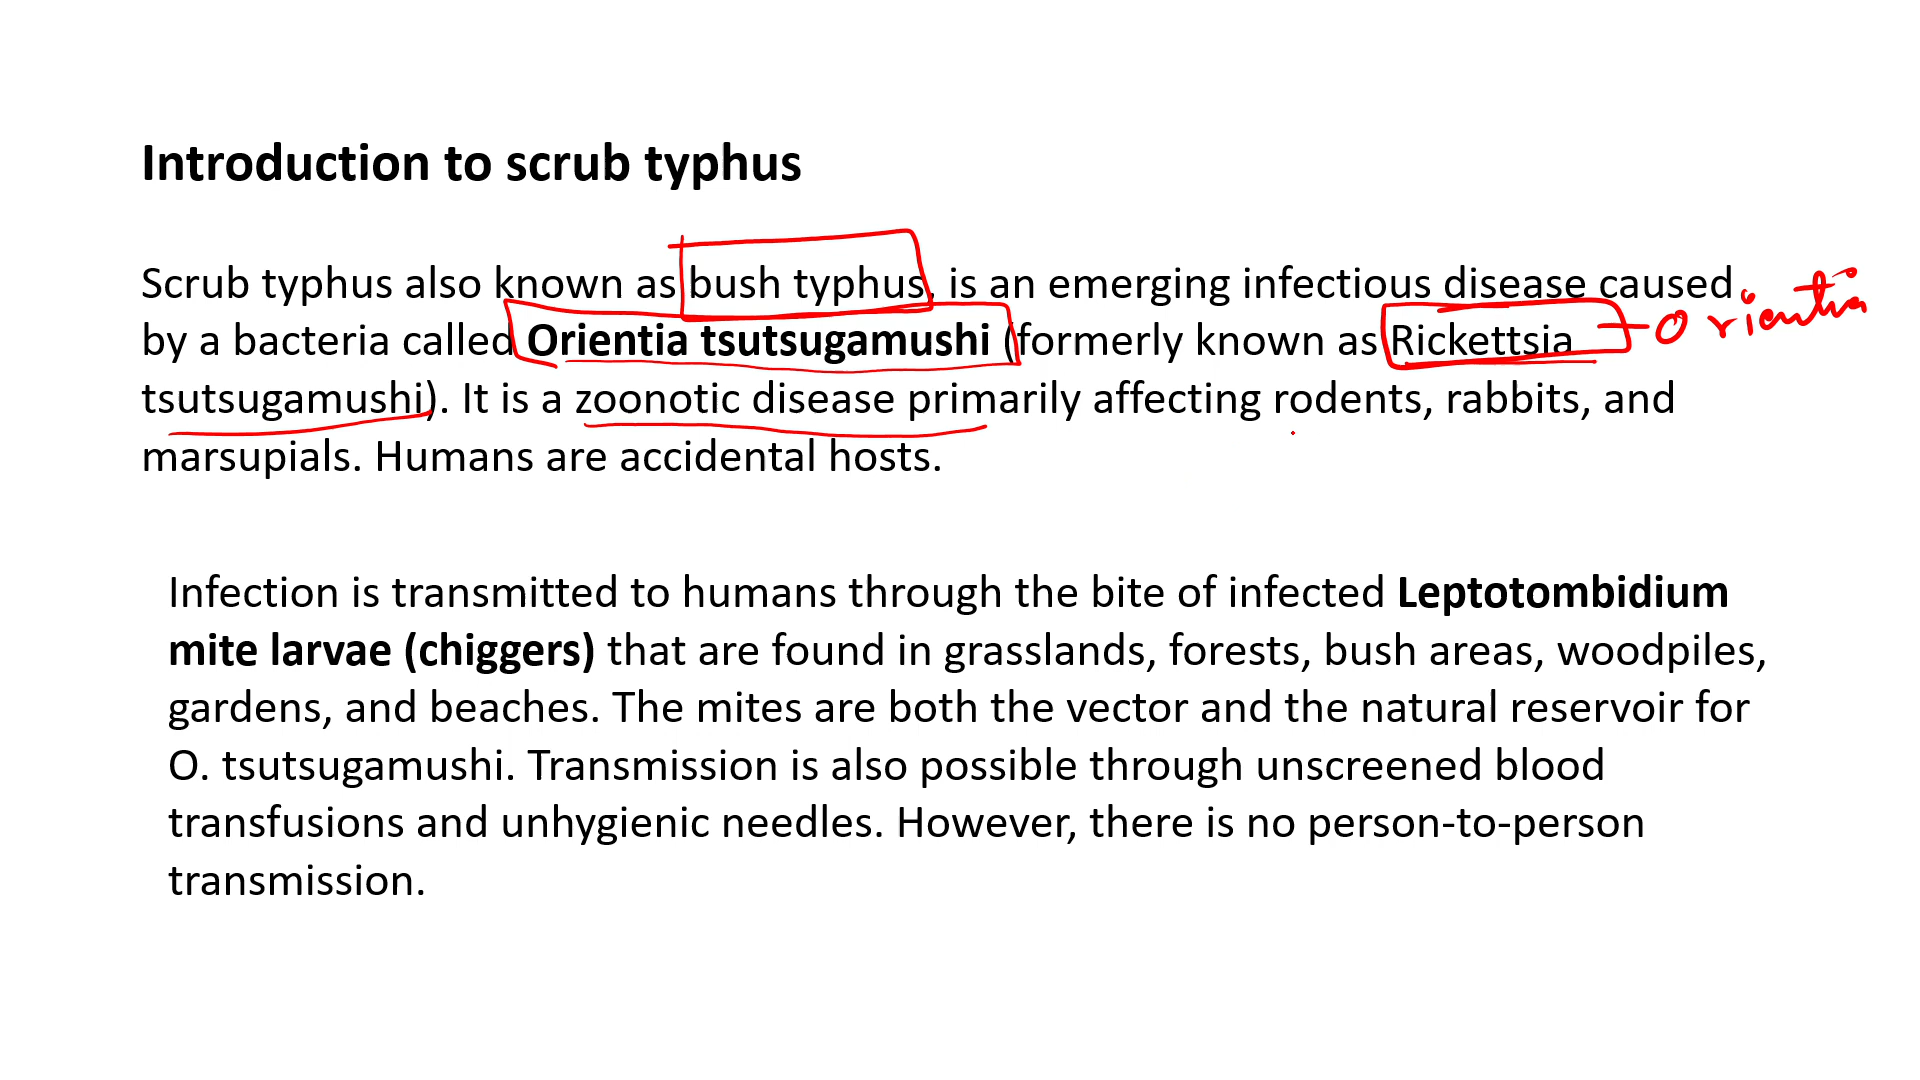 Introduction to scrub typhus
Scrub typhus also known as bush typhus, is an emerging infectious disease caused
by a bacteria called Orientia tsutsugamushi (formerly known as Rickettsia
Orientia
tsutsugamushi). It is a zoonotic disease primarily affecting rodents, rabbits, and
marsupials. Humans are accidental hosts.
Infection is transmitted to humans through the bite of infected Leptotombidium
mite larvae (chiggers) that are found in grasslands, forests, bush areas, woodpiles,
gardens, and beaches. The mites are both the vector and the natural reservoir for
O. tsutsugamushi. Transmission is also possible through unscreened blood
transfusions and unhygienic needles. However, there is no person-to-person
transmission.